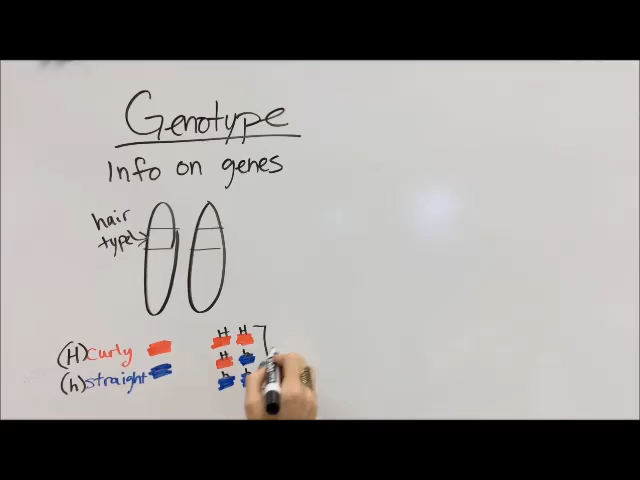 Genotype
Info on genes
hair
type
(H) curly
H H
H h
(h) straight
h